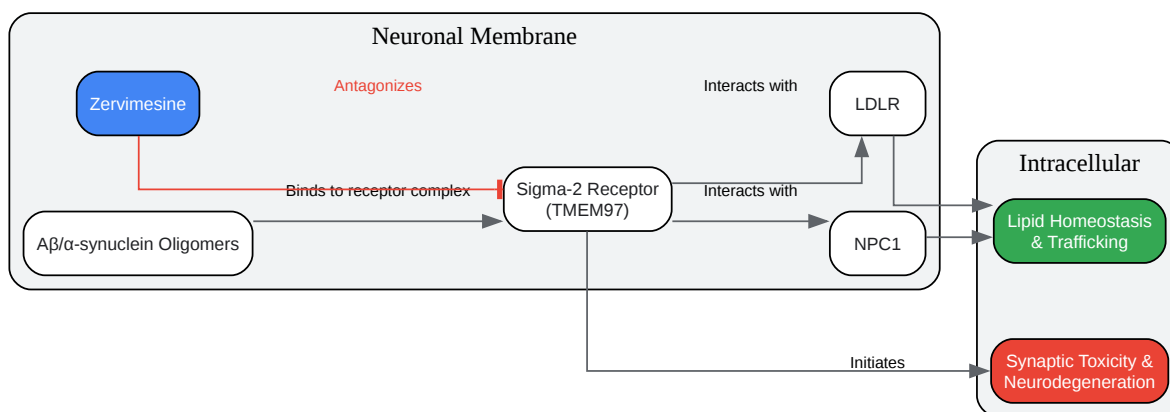 Neuronal Membrane
Antagonizes
Interacts with
Zervimesine
LDLR
Intracellular
Binds to receptor complex
Sigma-2 Receptor
(TMEM97)
Interacts with
Aβ/α-synuclein Oligomers
NPC1
Lipid Homeostasis
& Trafficking
Initiates
Synaptic Toxicity &
Neurodegeneration